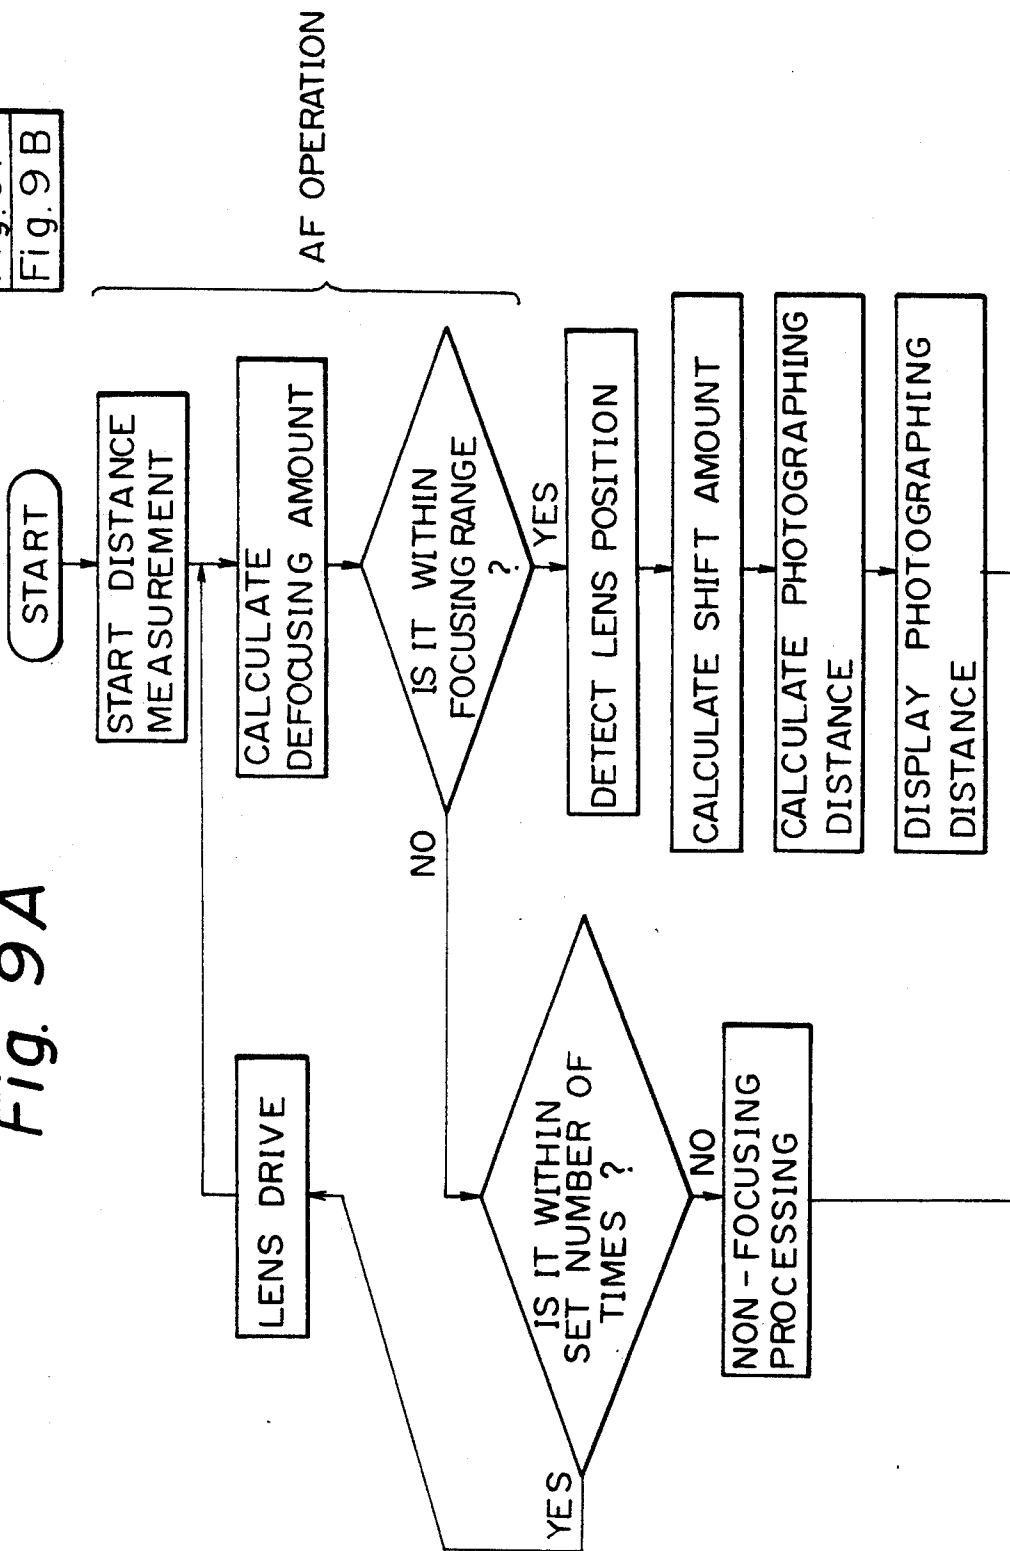 Fig. 9A
Fig. 9 B
START
START DISTANCE
MEASUREMENT
CALCULATE
DEFOCUSING AMOUNT
AF OPERATION
IS IT WITHIN
FOCUSING RANGE
?
NO
YES
LENS DRIVE
IS IT WITHIN
SET NUMBER OF
TIMES ?
YES
NO
NON-FOCUSING
PROCESSING
DETECT LENS POSITION
CALCULATE SHIFT AMOUNT
CALCULATE PHOTOGRAPHING
DISTANCE
DISPLAY PHOTOGRAPHING
DISTANCE